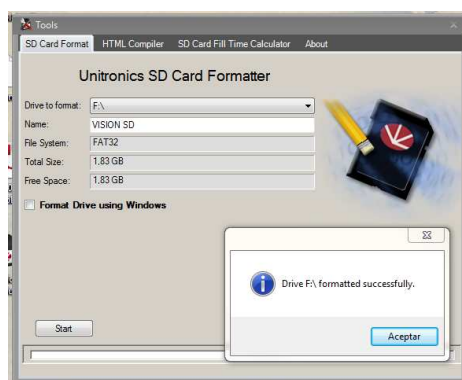 Tools
SD Card Format HTML Compiler SD Card Fill Time Calculator About
Unitronics SD Card Formatter
Drive to format: F:\
Name: VISION SD
File System: FAT32
Total Size: 1,83 GB
Free Space: 1,83 GB
Format Drive using Windows
Drive F:\ formatted successfully.
Start
Aceptar